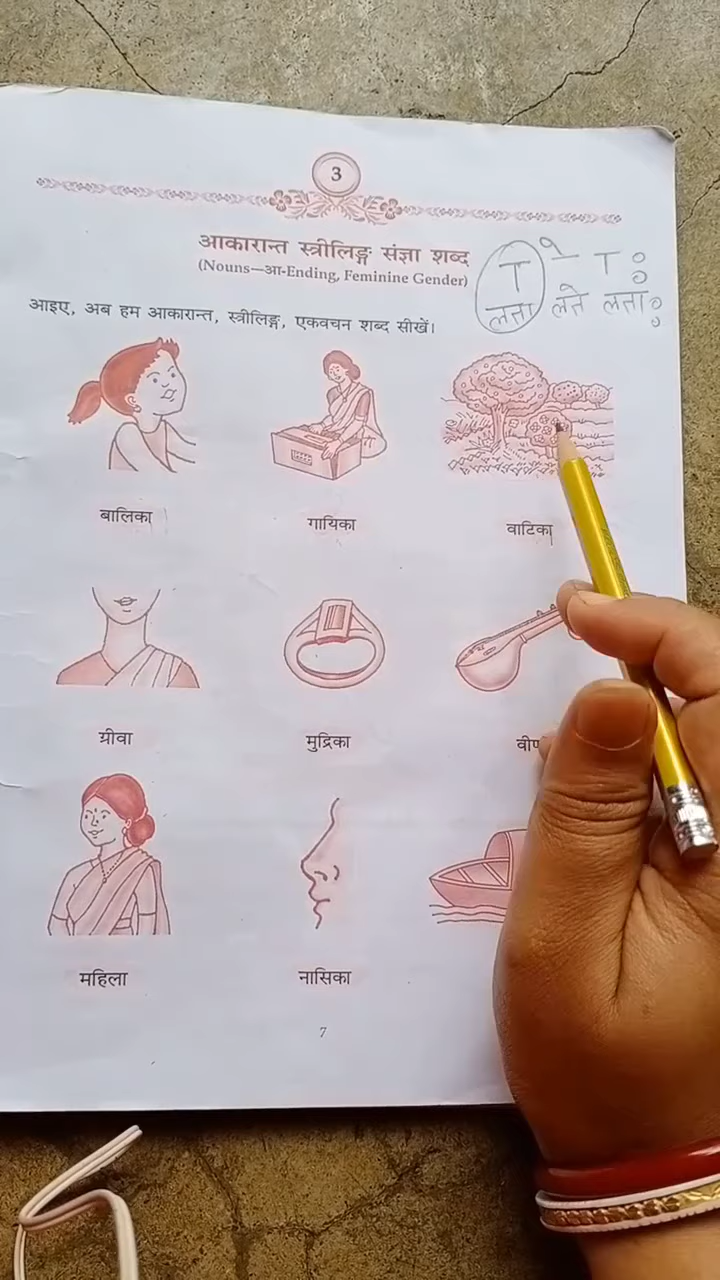 3
आकारान्त स्त्रीलिङ्ग संज्ञा शब्द
(Nouns—आ-Ending, Feminine Gender)
ा े ाः
लता लते लताः
आइए, अब हम आकारान्त, स्त्रीलिङ्ग, एकवचन शब्द सीखें।
बालिका गायिका वाटिका
ग्रीवा मुद्रिका
महिला नासिका
7